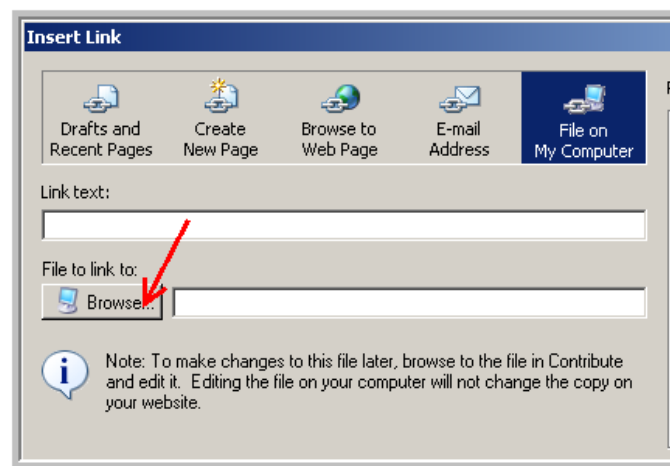 Insert Link
Drafts and
Recent Pages
Create
New Page
Browse to
Web Page
E-mail
Address
File on
My Computer
Link text:
File to link to:
Browse...
Note: To make changes to this file later, browse to the file in Contribute
and edit it. Editing the file on your computer will not change the copy on
your website.